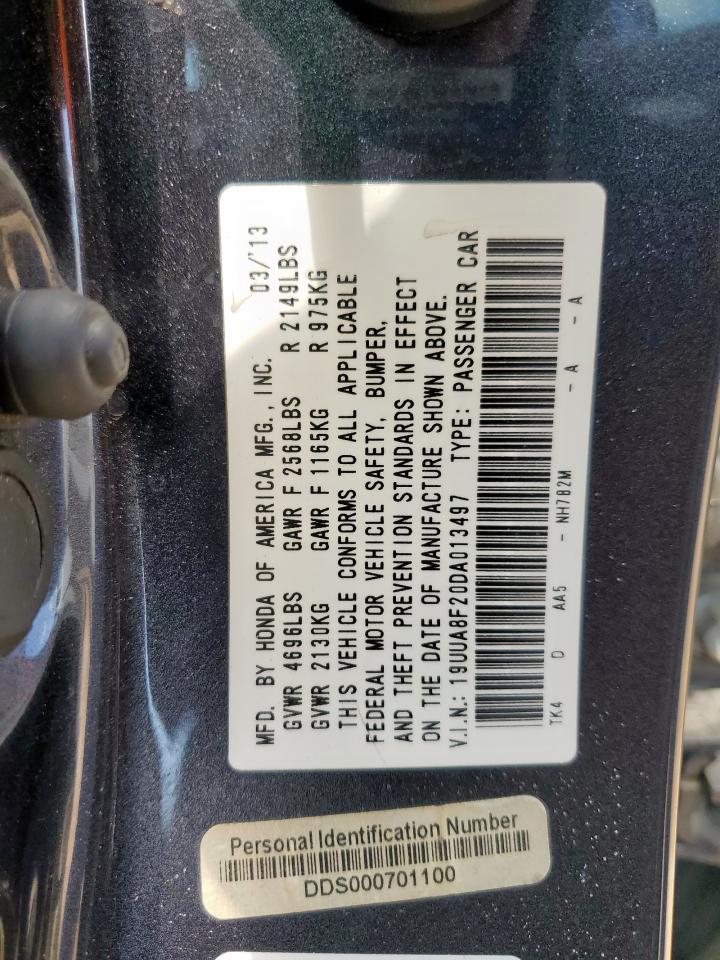 MFD. BY HONDA OF AMERICA MFG., INC. 03/'13
GVWR 4696LBS GAWR F 2568LBS R 2149LBS
GVWR 2130KG GAWR F 1165KG R 975KG
THIS VEHICLE CONFORMS TO ALL APPLICABLE
FEDERAL MOTOR VEHICLE SAFETY, BUMPER,
AND THEFT PREVENTION STANDARDS IN EFFECT
ON THE DATE OF MANUFACTURE SHOWN ABOVE.
V.I.N.: 19UUA8F20DA013497 TYPE: PASSENGER CAR
TK4 D AA5 - NH782M - A - A
Personal Identification Number
DDS000701100